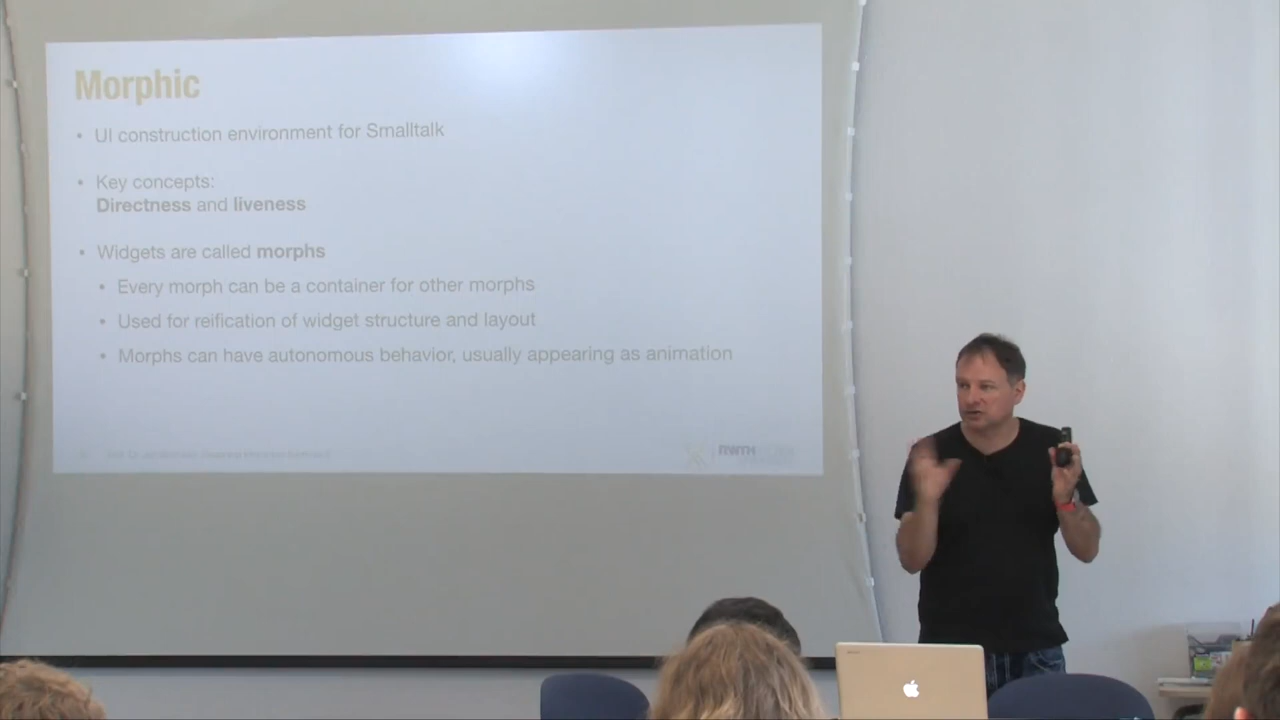 Morphic
• UI construction environment for Smalltalk
• Key concepts:
Directness and liveness
• Widgets are called morphs
• Every morph can be a container for other morphs
• Used for reification of widget structure and layout
• Morphs can have autonomous behavior, usually appearing as animation
RWTH